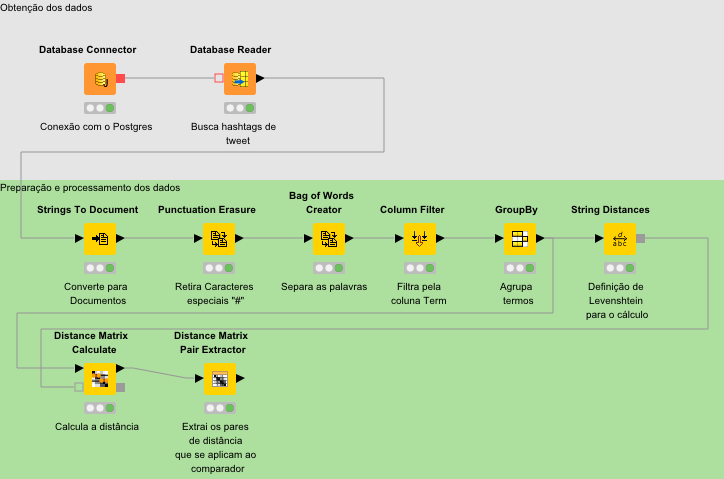 Obtenção dos dados
Database Connector
Database Reader
Conexão com o Postgres
Busca hashtags de
tweet
Preparação e processamento dos dados
Strings To Document
Punctuation Erasure
Bag of Words
Creator
Column Filter
GroupBy
String Distances
d
abc
Converte para
Documentos
Retira Caracteres
especiais "#"
Separa as palavras
Filtra pela
coluna Term
Agrupa
termos
Definição de
Levenshtein
para o cálculo
Distance Matrix
Calculate
Distance Matrix
Pair Extractor
Calcula a distância
Extrai os pares
de distância
que se aplicam ao
comparador